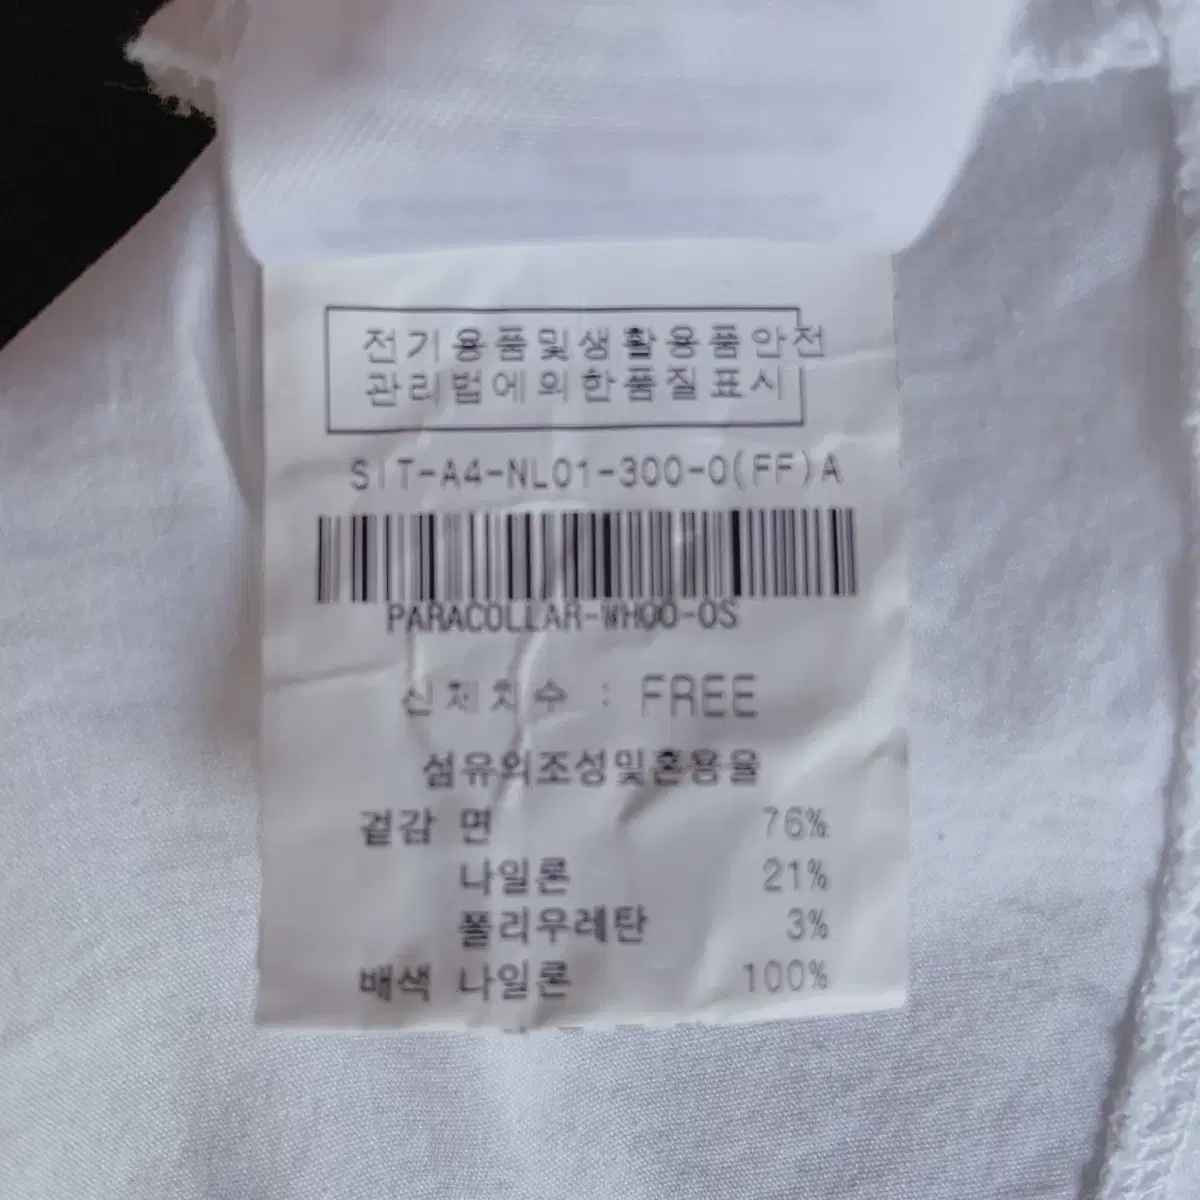 전기용품및생활용품안전
관리법에의한품질표시
SIT-A4-NL01-300-0(FF)A
PARACOLLAR-WH00-OS
신체치수 : FREE
섬유의조성및혼용율
겉감 면 76%
나일론 21%
폴리우레탄 3%
배색 나일론 100%